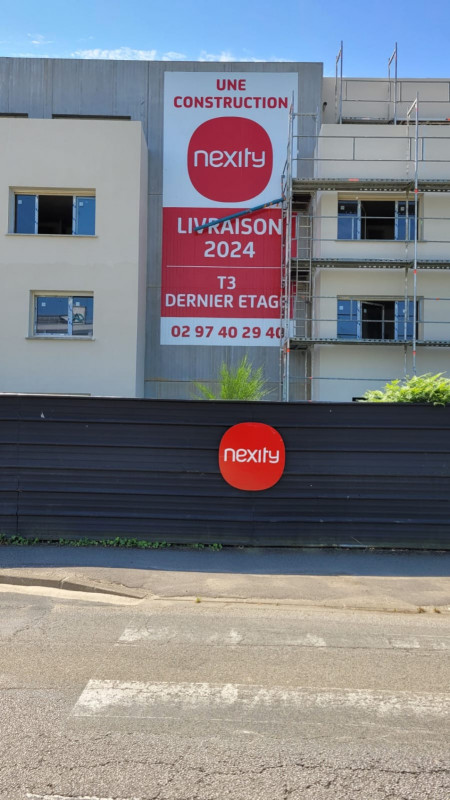 UNE
CONSTRUCTION
nexity
LIVRAISON
2024
T3
DERNIER ETAGE
02 97 40 29 40
nexity